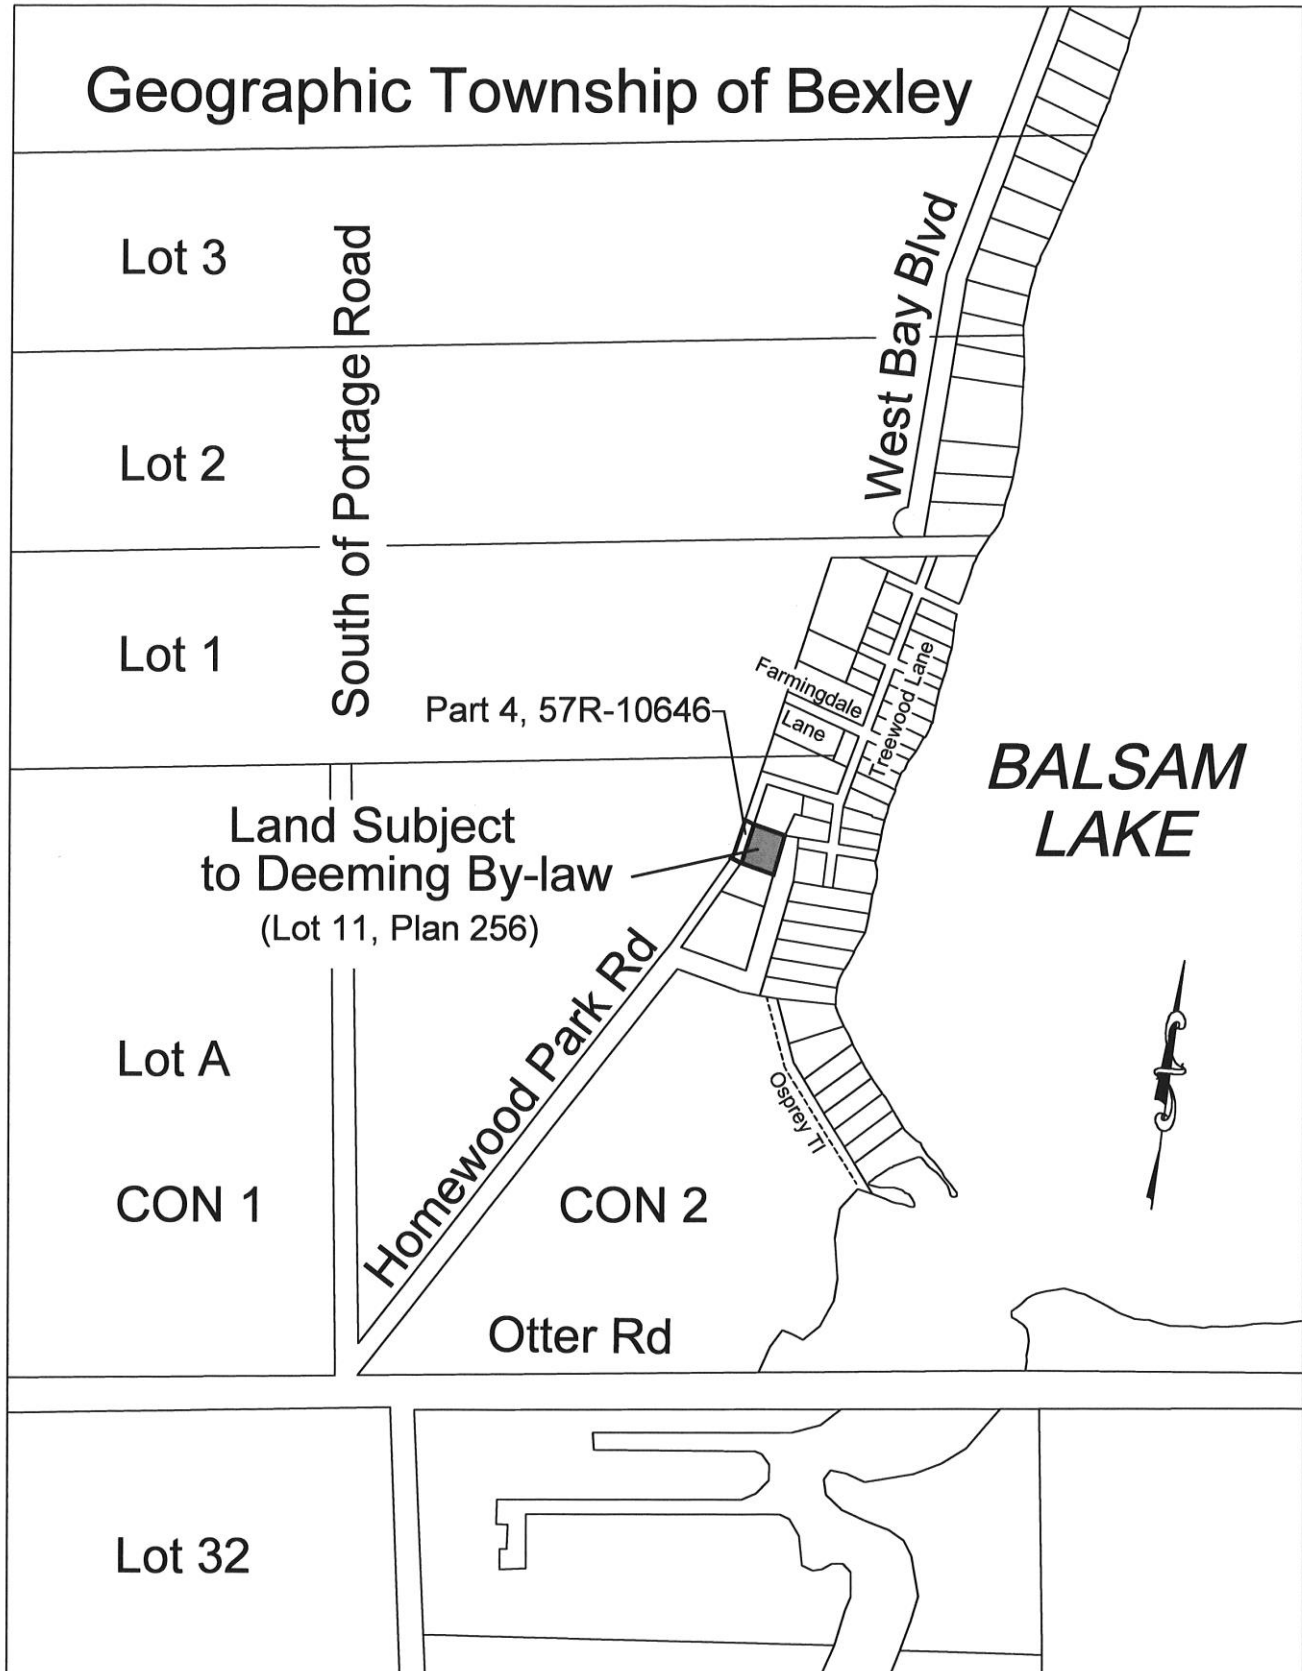 Geographic Township of Bexley
Lot 3
South of Portage Road
West Bay Blvd
Lot 2
Lot 1
Farmingdale
Lane
Treewood Lane
Part 4, 57R-10646
BALSAM
LAKE
Land Subject
to Deeming By-law
(Lot 11, Plan 256)
Homewood Park Rd
Lot A
Osprey Tl
CON 1
CON 2
Otter Rd
Lot 32